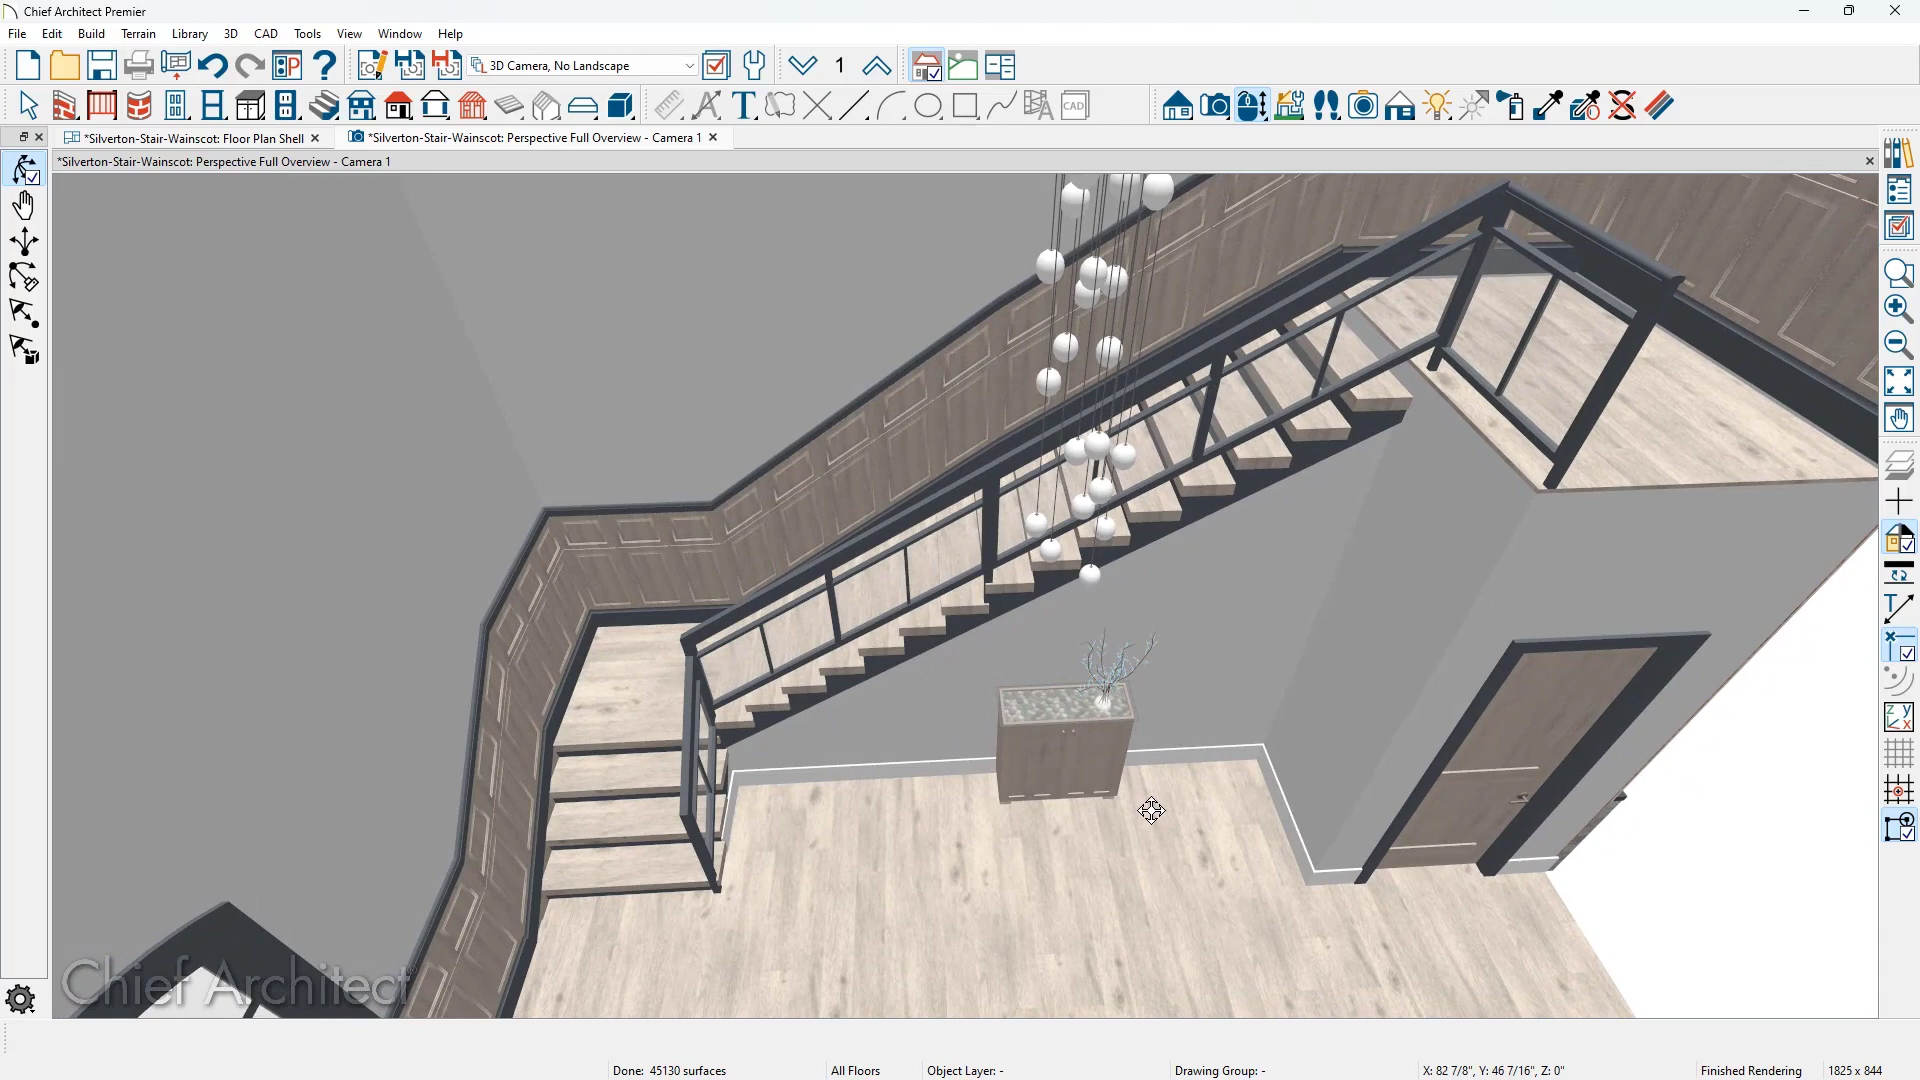 Chief Architect Premier
File Edit Build Terrain Library 3D CAD Tools View Window Help
3D Camera, No Landscape
1
T CAD
*Silverton-Stair-Wainscot: Floor Plan Shell
*Silverton-Stair-Wainscot: Perspective Full Overview - Camera 1
*Silverton-Stair-Wainscot: Perspective Full Overview - Camera 1
Chief Architect
Done: 45130 surfaces
All Floors
Object Layer: -
Drawing Group: -
X: 82 7/8", Y: 46 7/16", Z: 0"
Finished Rendering
1825 x 844